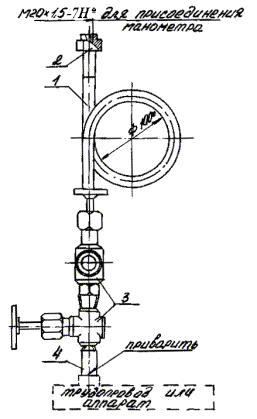 М20×1.5-7Н* для присоединения
манометра
2
1
ф 100*
3
4
приварить
трубопровод или
аппарат